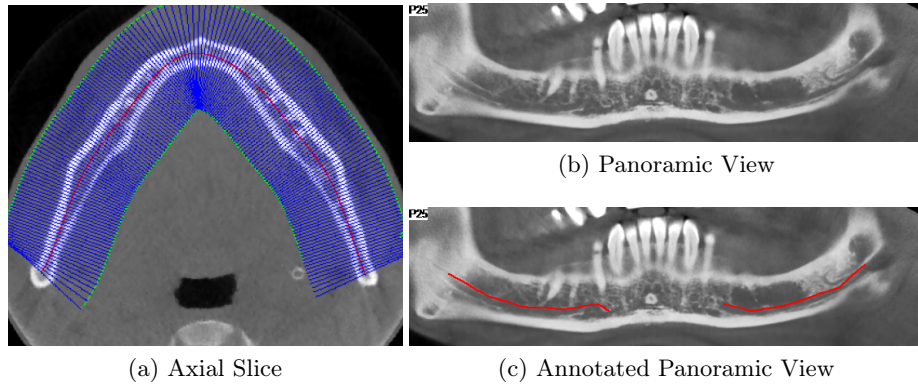 P25
(b) Panoramic View
P25
(a) Axial Slice
(c) Annotated Panoramic View